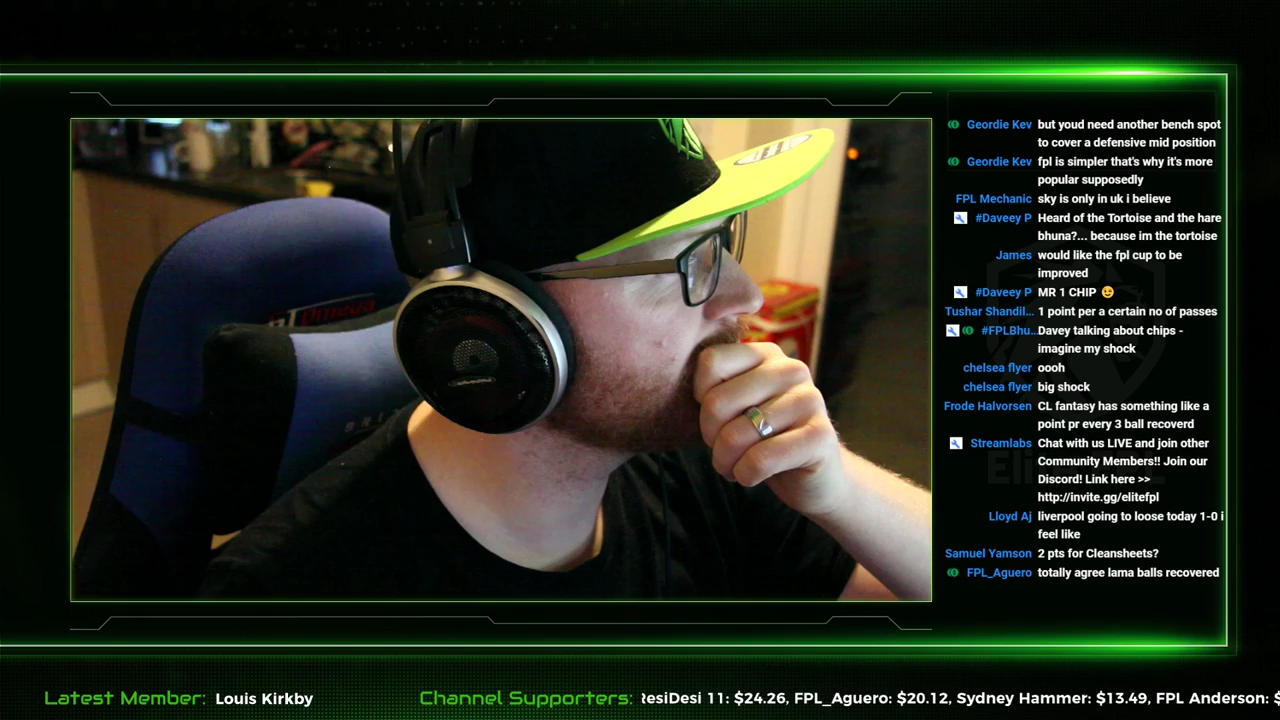 Geordie Kev but youd need another bench spot
to cover a defensive mid position
Geordie Kev fpl is simpler that's why it's more
popular supposedly
FPL Mechanic sky is only in uk i believe
#Daveey P Heard of the Tortoise and the hare
bhuna?... because im the tortoise
James would like the fpl cup to be
improved
#Daveey P MR 1 CHIP 😉
Tushar Shandil... 1 point per a certain no of passes
#FPLBhu... Davey talking about chips -
imagine my shock
chelsea flyer oooh
chelsea flyer big shock
Frode Halvorsen CL fantasy has something like a
point pr every 3 ball recoverd
Streamlabs Chat with us LIVE and join other
Community Members!! Join our
Discord! Link here >>
http://invite.gg/elitefpl
Lloyd Aj liverpool going to loose today 1-0 i
feel like
Samuel Yamson 2 pts for Cleansheets?
FPL_Aguero totally agree lama balls recovered
Latest Member: Louis Kirkby
Channel Supporters: resiDesi 11: $24.26, FPL_Aguero: $20.12, Sydney Hammer: $13.49, FPL Anderson: $